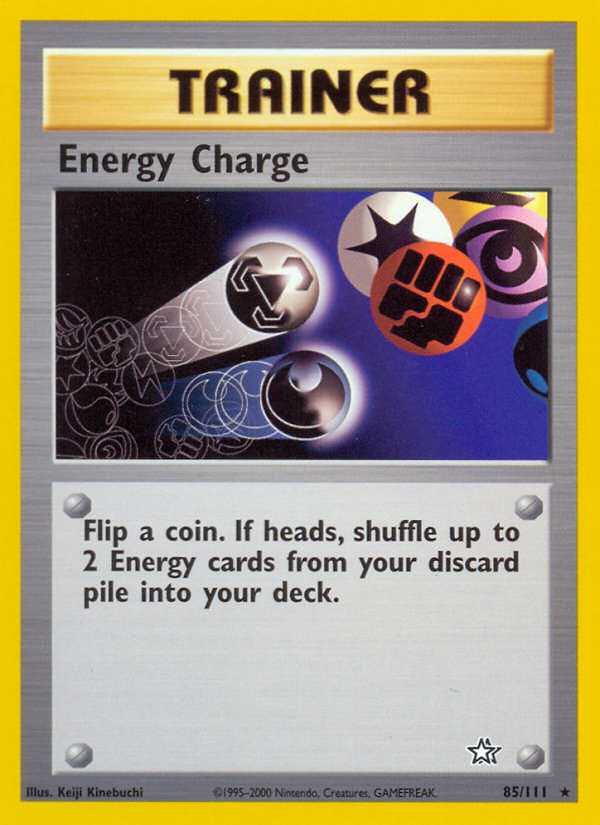 TRAINER
Energy Charge
Flip a coin. If heads, shuffle up to
2 Energy cards from your discard
pile into your deck.
Illus. Keiji Kinebuchi ©1995–2000 Nintendo, Creatures, GAMEFREAK. 85/111 ★